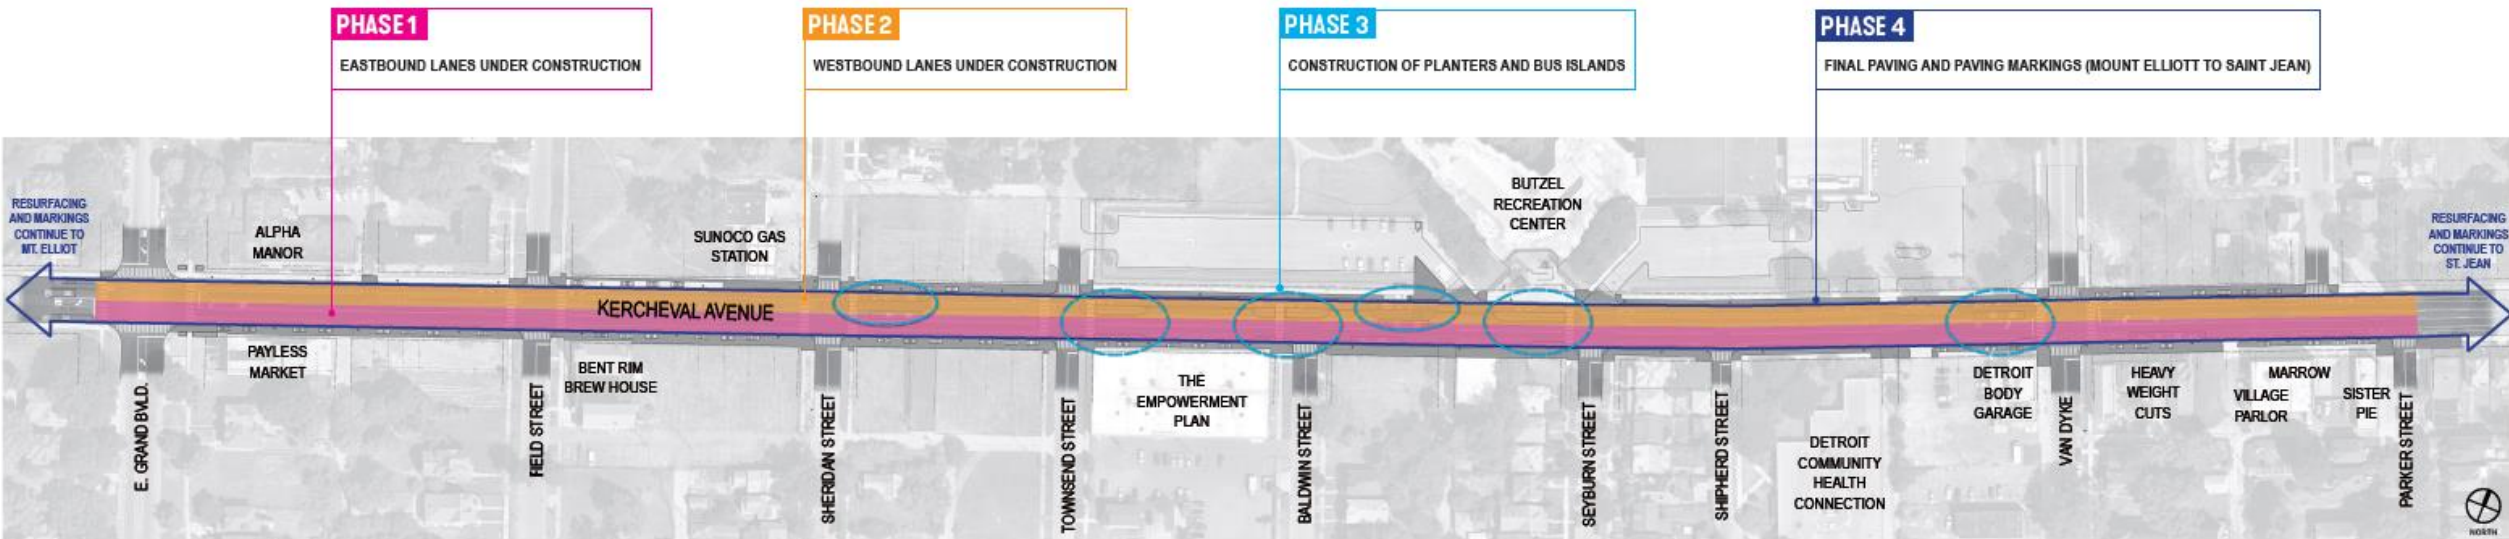 PHASE 1
EASTBOUND LANES UNDER CONSTRUCTION
PHASE 2
WESTBOUND LANES UNDER CONSTRUCTION
PHASE 3
CONSTRUCTION OF PLANTERS AND BUS ISLANDS
PHASE 4
FINAL PAVING AND PAVING MARKINGS (MOUNT ELLIOTT TO SAINT JEAN)
RESURFACING
AND MARKINGS
CONTINUE TO
MT. ELLIOT
ALPHA
MANOR
SUNOCO GAS
STATION
BUTZEL
RECREATION
CENTER
RESURFACING
AND MARKINGS
CONTINUE TO
ST. JEAN
KERCHEVAL AVENUE
PAYLESS
MARKET
BENT RIM
BREW HOUSE
THE
EMPOWERMENT
PLAN
DETROIT
COMMUNITY
HEALTH
CONNECTION
DETROIT
BODY
GARAGE
HEAVY
WEIGHT
CUTS
VILLAGE
PARLOR
MARROW
SISTER
PIE
E. GRAND BVLD.
FIELD STREET
SHERIDAN STREET
TOWNSEND STREET
BALDWIN STREET
SEYBURN STREET
SHIPHERD STREET
VAN DYKE
PARKER STREET
NORTH